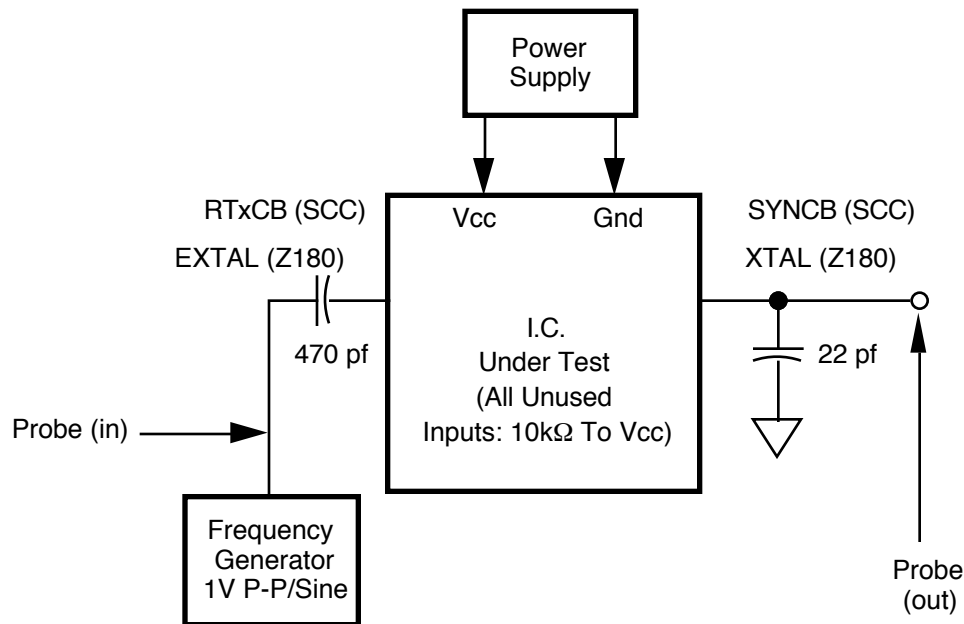 Power
Supply
RTxCB (SCC)
EXTAL (Z180)
Vcc
Gnd
SYNCB (SCC)
XTAL (Z180)
470 pf
I.C.
Under Test
(All Unused
Inputs: 10kΩ To Vcc)
22 pf
Probe (in)
Frequency
Generator
1V P-P/Sine
Probe
(out)